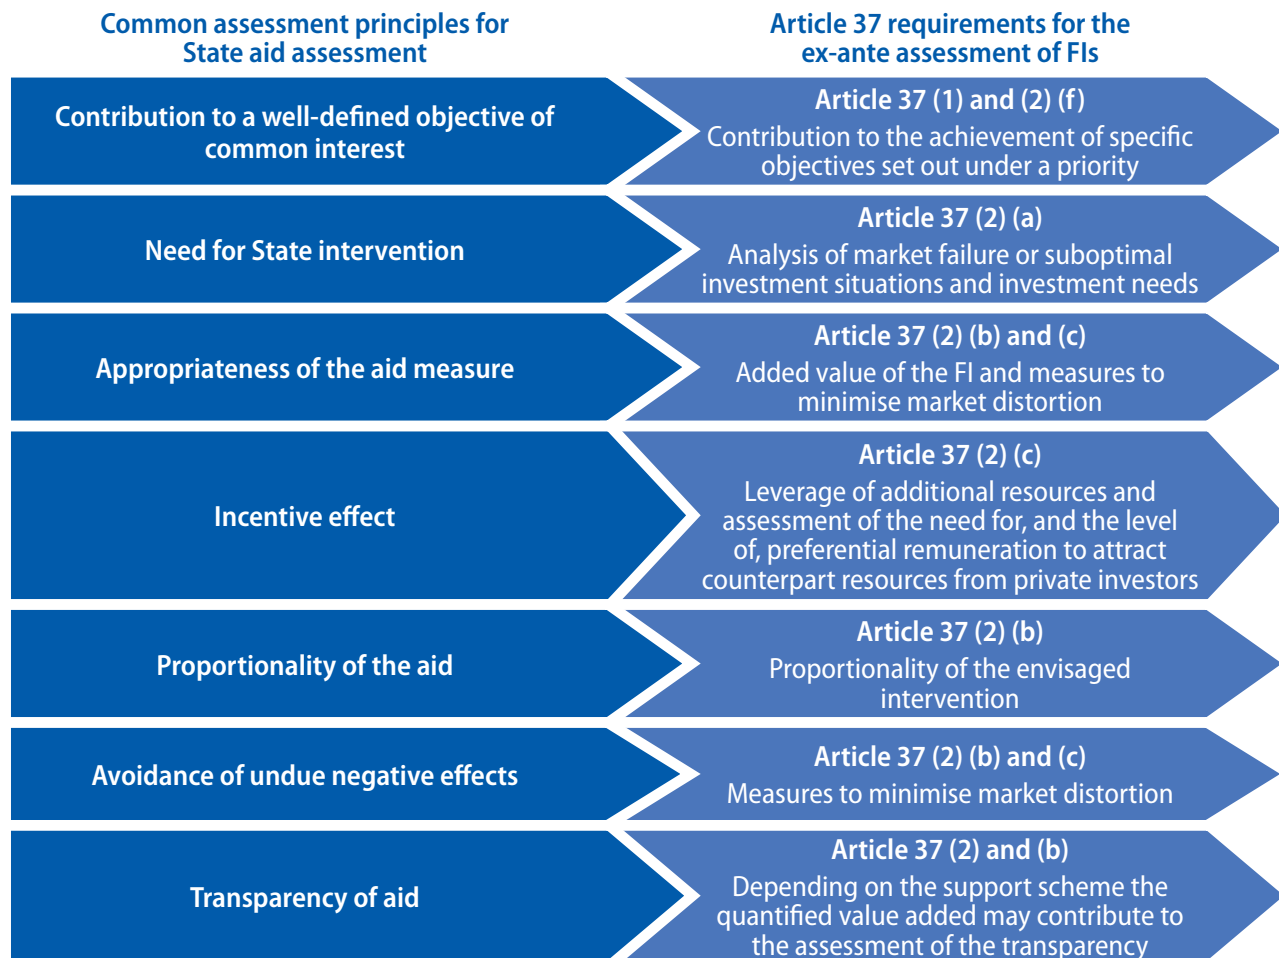 Common assessment principles for
State aid assessment
Article 37 requirements for the
ex-ante assessment of FIs
Contribution to a well-defined objective of
common interest
Article 37 (1) and (2) (f)
Contribution to the achievement of specific
objectives set out under a priority
Need for State intervention
Article 37 (2) (a)
Analysis of market failure or suboptimal
investment situations and investment needs
Appropriateness of the aid measure
Article 37 (2) (b) and (c)
Added value of the FI and measures to
minimise market distortion
Incentive effect
Article 37 (2) (c)
Leverage of additional resources and
assessment of the need for, and the level
of, preferential remuneration to attract
counterpart resources from private investors
Proportionality of the aid
Article 37 (2) (b)
Proportionality of the envisaged
intervention
Avoidance of undue negative effects
Article 37 (2) (b) and (c)
Measures to minimise market distortion
Transparency of aid
Article 37 (2) and (b)
Depending on the support scheme the
quantified value added may contribute to
the assessment of the transparency